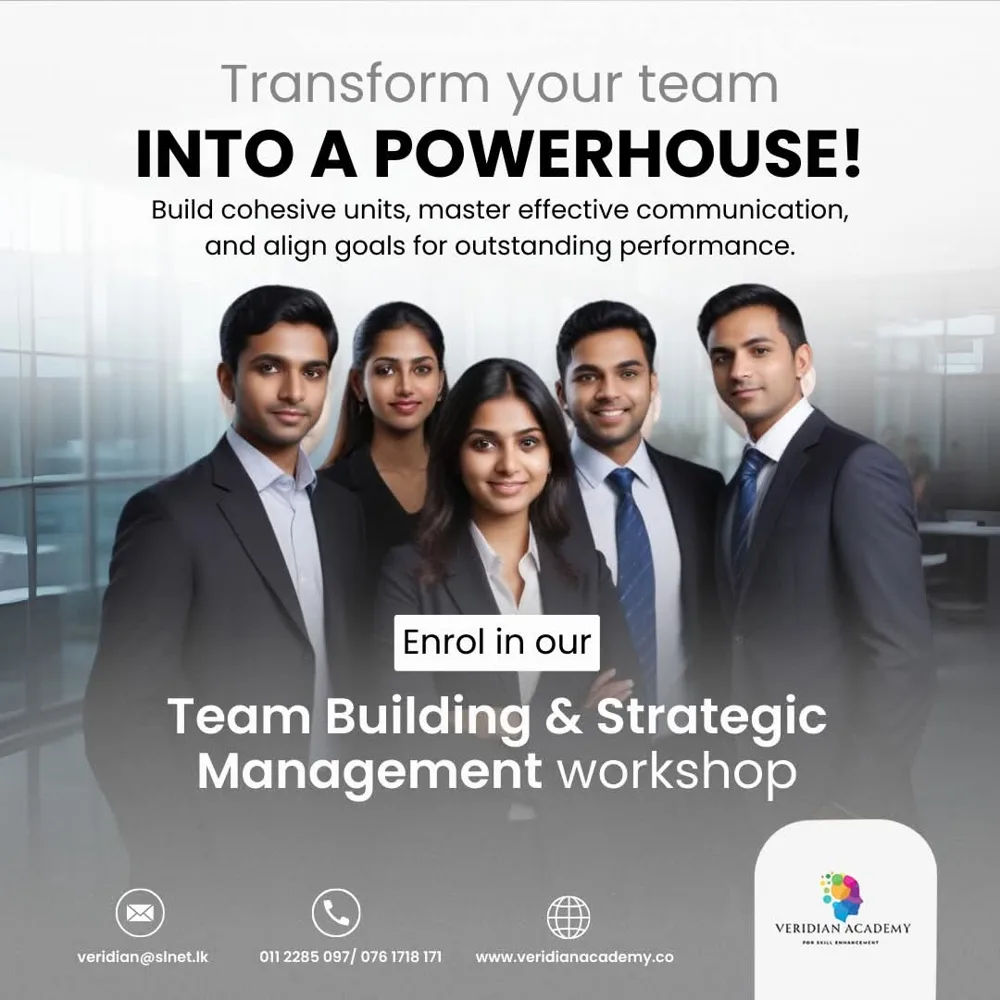 Transform your team
INTO A POWERHOUSE!
Build cohesive units, master effective communication,
and align goals for outstanding performance.
Enrol in our
Team Building & Strategic
Management workshop
veridian@slnet.lk
011 2285 097/ 076 1718 171
www.veridianacademy.co
VERIDIAN ACADEMY
FOR SKILL ENHANCEMENT